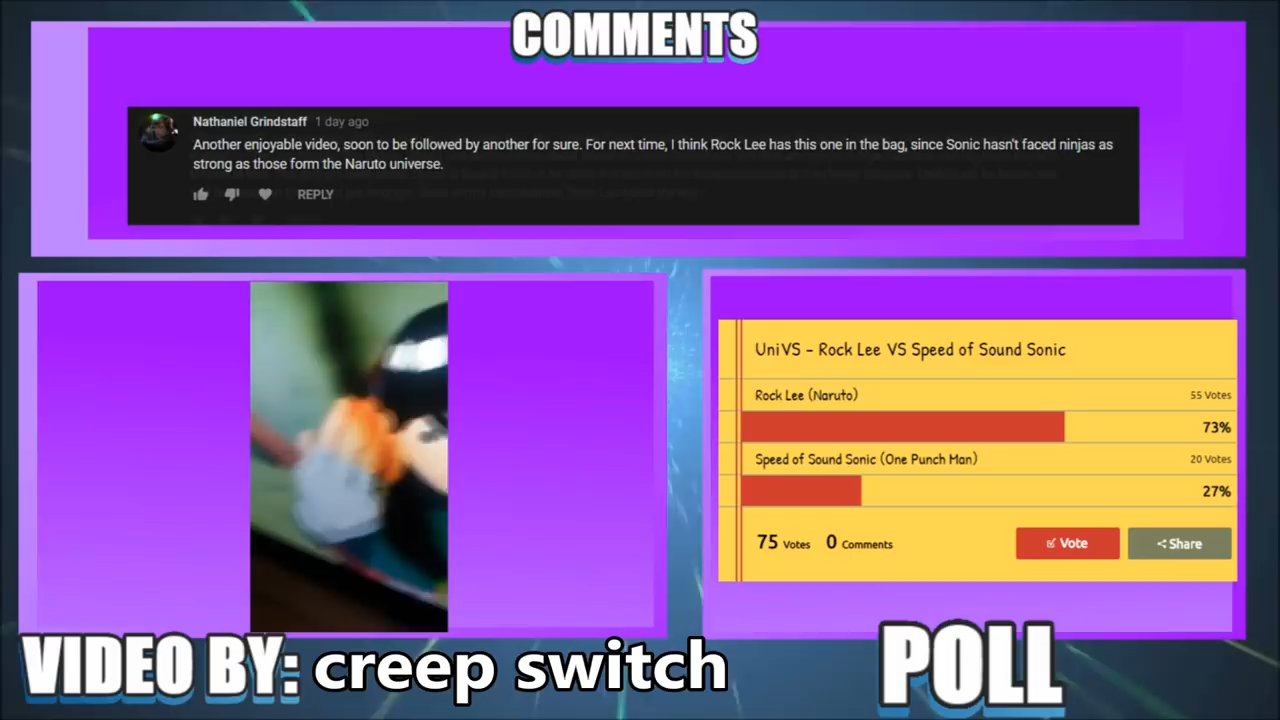 COMMENTS
Nathaniel Grindstaff 1 day ago
Another enjoyable video, soon to be followed by another for sure. For next time, I think Rock Lee has this one in the bag, since Sonic hasn't faced ninjas as
strong as those form the Naruto universe.
REPLY
UniVS - Rock Lee VS Speed of Sound Sonic
Rock Lee (Naruto) 55 Votes
73%
Speed of Sound Sonic (One Punch Man) 20 Votes
27%
75 Votes 0 Comments Vote Share
VIDEO BY: creep switch
POLL